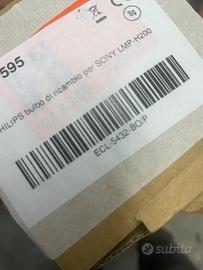 595
PHILIPS bulbo di ricambio per SONY LMP-H200
ECL-5432-BO/P
subito